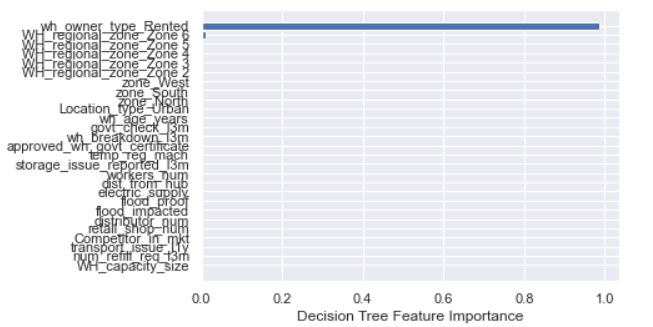 wh_owner_type_Rented
WH_regional_zone_Zone 6
WH_regional_zone_Zone 5
WH_regional_zone_Zone 4
WH_regional_zone_Zone 3
WH_regional_zone_Zone 2
zone_West
zone_South
zone_North
Location_type_Urban
wh_age_years
govt_check_l3m
wh_breakdown_l3m
approved_wh_govt_certificate
temp_reg_mach
storage_issue_reported_l3m
workers_num
dist_from_hub
electric_supply
flood_proof
flood_impacted
distributor_num
retail_shop_num
Competitor_in_mkt
transport_issue_l1y
num_refill_req_l3m
WH_capacity_size
0.0 0.2 0.4 0.6 0.8 1.0
Decision Tree Feature Importance